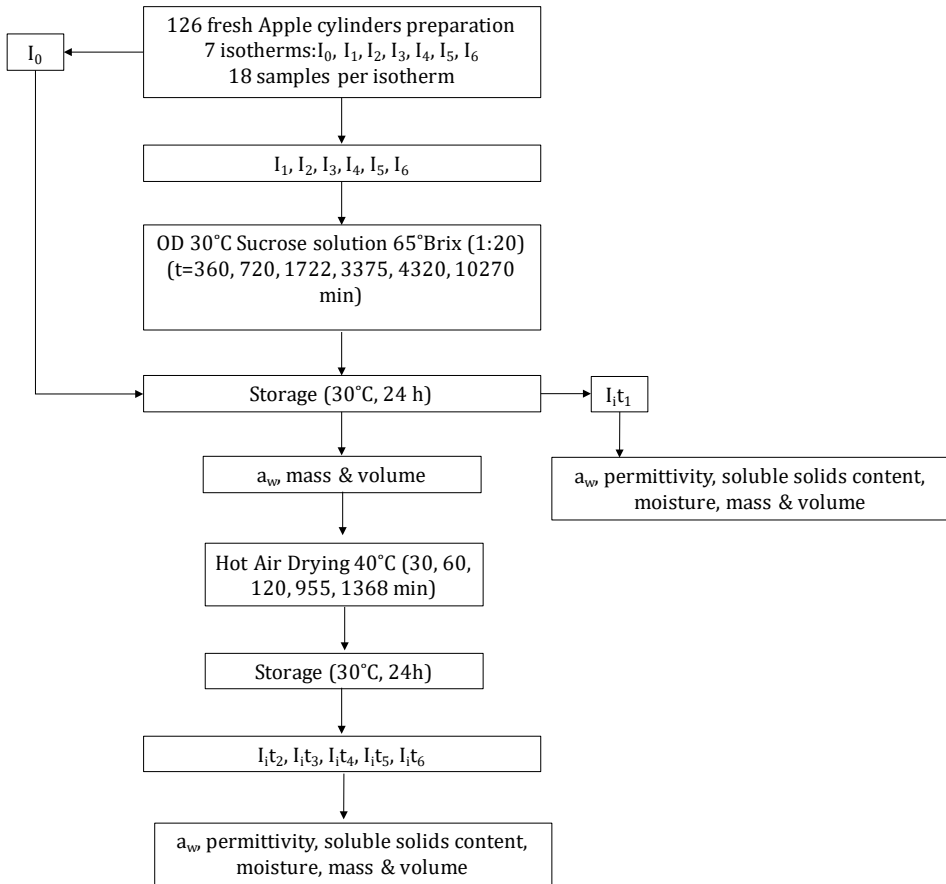 126 fresh Apple cylinders preparation
7 isotherms:I₀, I₁, I₂, I₃, I₄, I₅, I₆
18 samples per isotherm
I₀
I₁, I₂, I₃, I₄, I₅, I₆
OD 30°C Sucrose solution 65°Brix (1:20)
(t=360, 720, 1722, 3375, 4320, 10270
min)
Storage (30°C, 24 h)
Iᵢt₁
a_w, mass & volume
a_w, permittivity, soluble solids content,
moisture, mass & volume
Hot Air Drying 40°C (30, 60,
120, 955, 1368 min)
Storage (30°C, 24h)
Iᵢt₂, Iᵢt₃, Iᵢt₄, Iᵢt₅, Iᵢt₆
a_w, permittivity, soluble solids content,
moisture, mass & volume